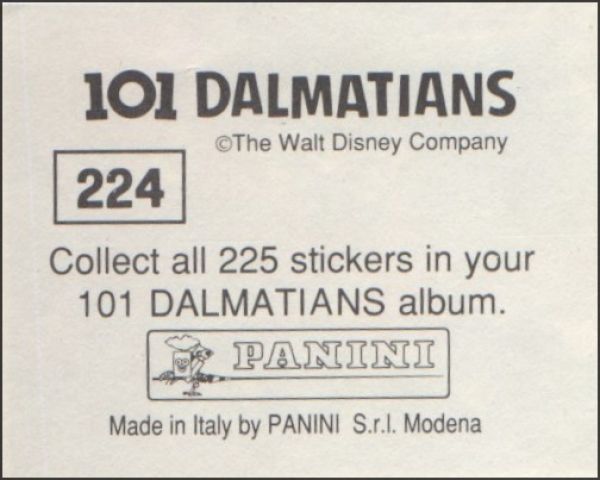 101 DALMATIANS
©The Walt Disney Company
224
Collect all 225 stickers in your
101 DALMATIANS album.
PANINI
Made in Italy by PANINI S.r.l. Modena